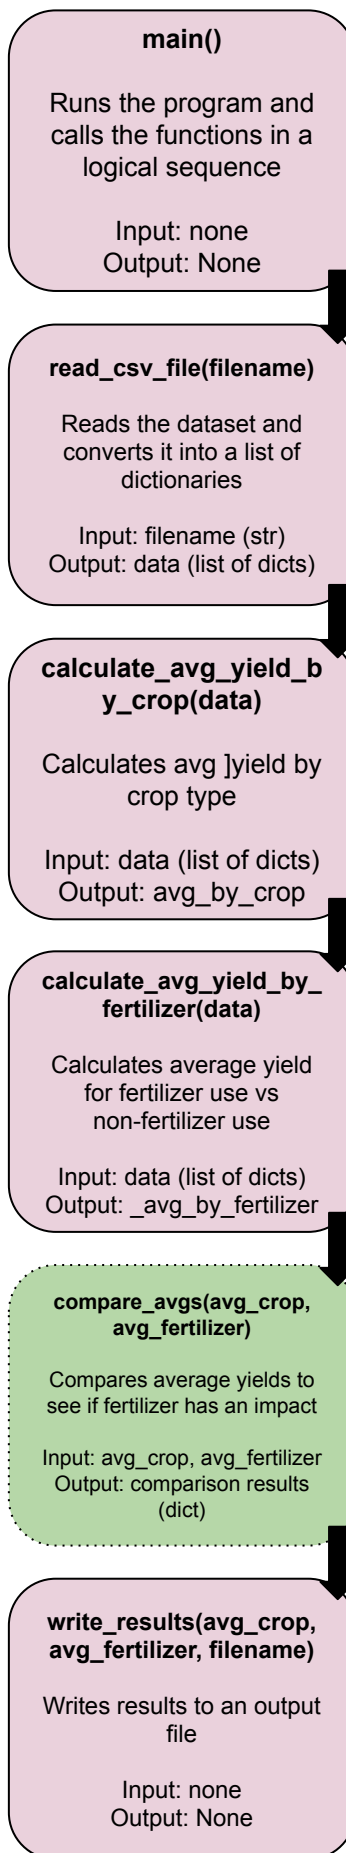 main()
Runs the program and
calls the functions in a
logical sequence
Input: none
Output: None
read_csv_file(filename)
Reads the dataset and
converts it into a list of
dictionaries
Input: filename (str)
Output: data (list of dicts)
calculate_avg_yield_b
y_crop(data)
Calculates avg ]yield by
crop type
Input: data (list of dicts)
Output: avg_by_crop
calculate_avg_yield_by_
fertilizer(data)
Calculates average yield
for fertilizer use vs
non-fertilizer use
Input: data (list of dicts)
Output: _avg_by_fertilizer
compare_avgs(avg_crop,
avg_fertilizer)
Compares average yields to
see if fertilizer has an impact
Input: avg_crop, avg_fertilizer
Output: comparison results
(dict)
write_results(avg_crop,
avg_fertilizer, filename)
Writes results to an output
file
Input: none
Output: None